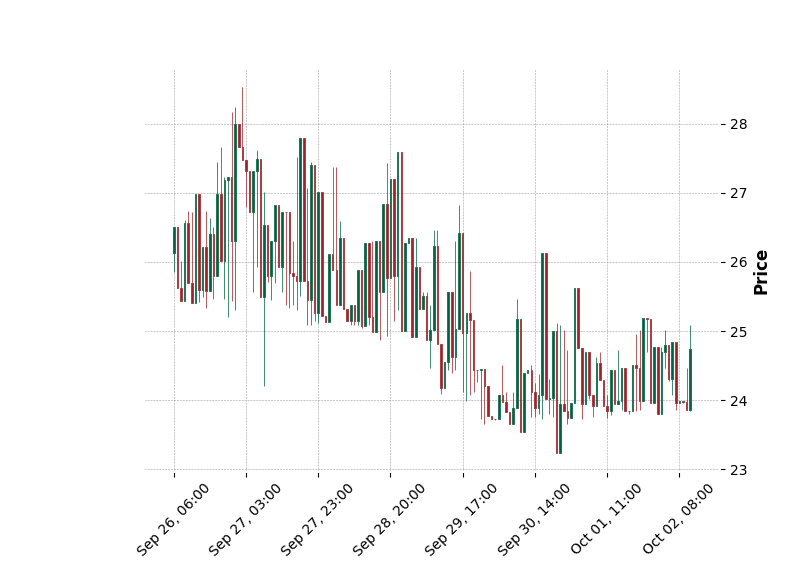 28
27
26
25
24
23
Price
Sep 26, 06:00
Sep 27, 03:00
Sep 27, 23:00
Sep 28, 20:00
Sep 29, 17:00
Sep 30, 14:00
Oct 01, 11:00
Oct 02, 08:00